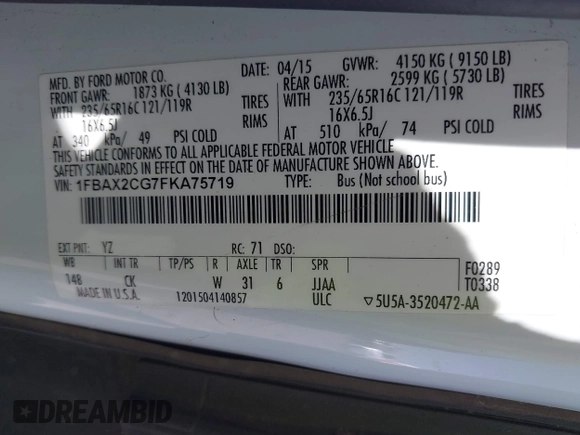 MFD. BY FORD MOTOR CO.
DATE: 04/15 GVWR: 4150 KG ( 9150 LB)
FRONT GAWR: 1873 KG ( 4130 LB)
REAR GAWR: 2599 KG ( 5730 LB)
WITH 235/65R16C 121/119R TIRES
WITH 235/65R16C 121/119R TIRES
16X6.5J RIMS
16X6.5J RIMS
AT 340 kPa/ 49 PSI COLD
AT 510 kPa/ 74 PSI COLD
THIS VEHICLE CONFORMS TO ALL APPLICABLE FEDERAL MOTOR VEHICLE
SAFETY STANDARDS IN EFFECT ON THE DATE OF MANUFACTURE SHOWN ABOVE.
VIN: 1FBAX2CG7FKA75719 TYPE: Bus (Not school bus)
EXT PNT: YZ RC: 71 DSO:
WB INT TR TP/PS R AXLE TR SPR
148 CK W 31 6 JJAA
F0289
T0338
MADE IN U.S.A. 1201504140857 ULC ▽5U5A-3520472-AA
DREAMBID